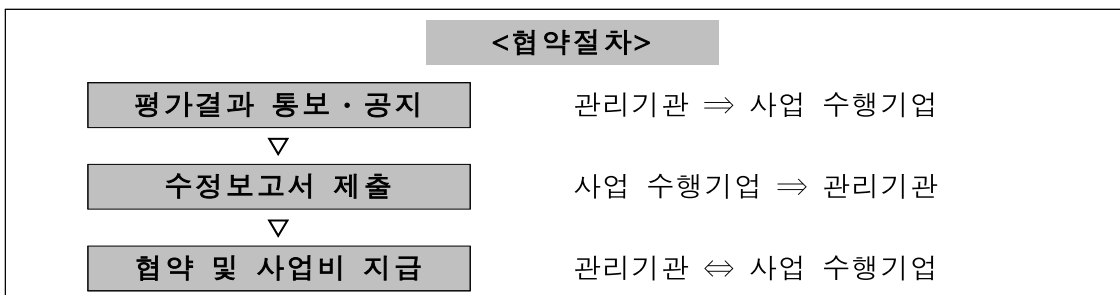 <협약절차>
평가결과 통보·공지 관리기관 ⇒ 사업 수행기업
▽
수정보고서 제출 사업 수행기업 ⇒ 관리기관
▽
협약 및 사업비 지급 관리기관 ⇔ 사업 수행기업